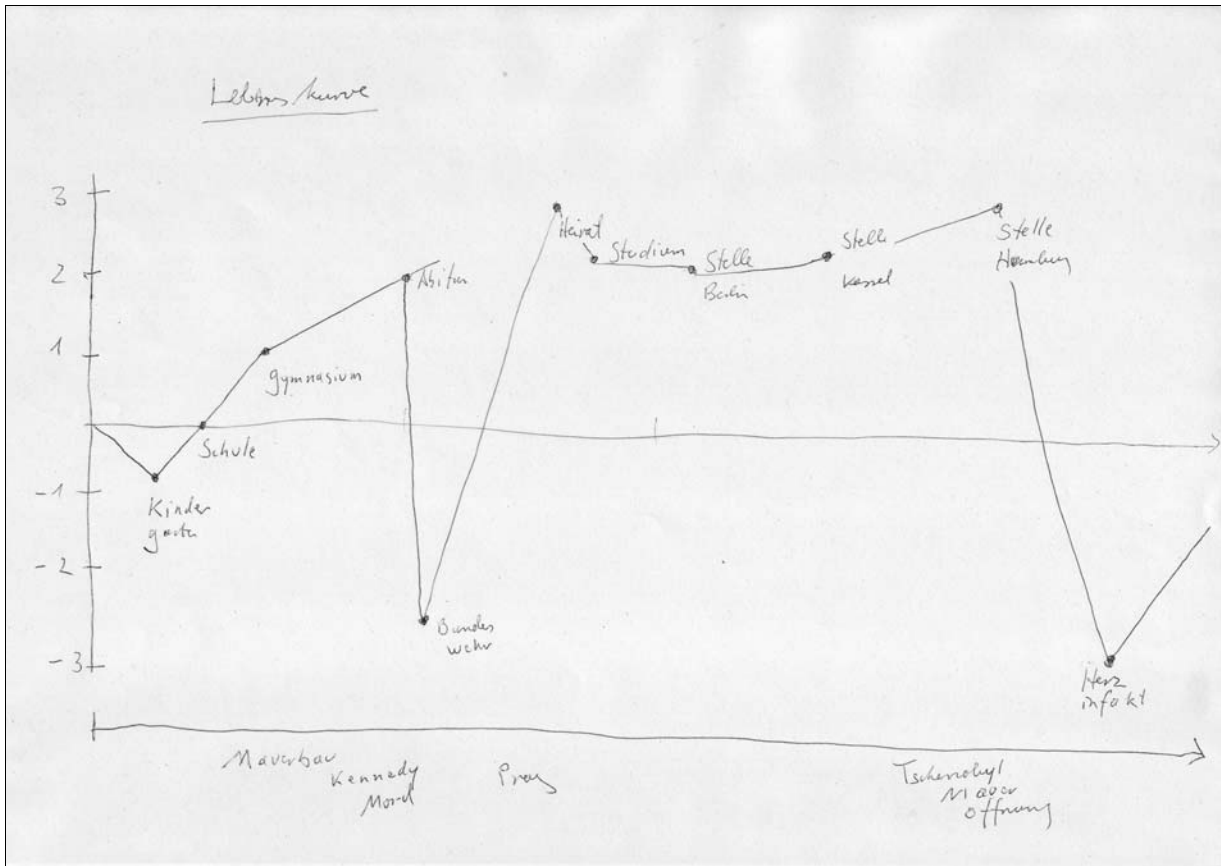 Lebenskurve
3
Heirat
Stelle
Stelle
Studium
Stelle
Hamburg
2
Abitur
Berlin
Kassel
1
Gymnasium
Schule
-1
Kinder
garten
-2
Bundes
wehr
-3
Herz
infakt
Mauerbau
Kennedy
Mord
Prag
Tschernobyl
Mauer
öffnung